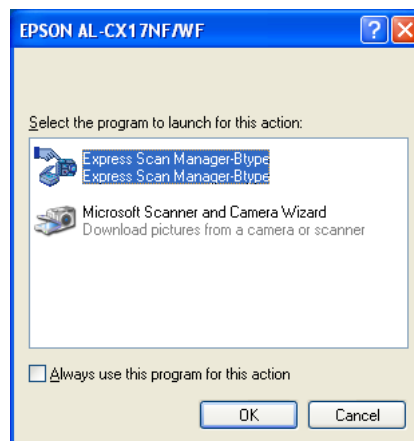 EPSON AL-CX17NF/WF
Select the program to launch for this action:
Express Scan Manager-Btype
Express Scan Manager-Btype
Microsoft Scanner and Camera Wizard
Download pictures from a camera or scanner
Always use this program for this action
OK
Cancel